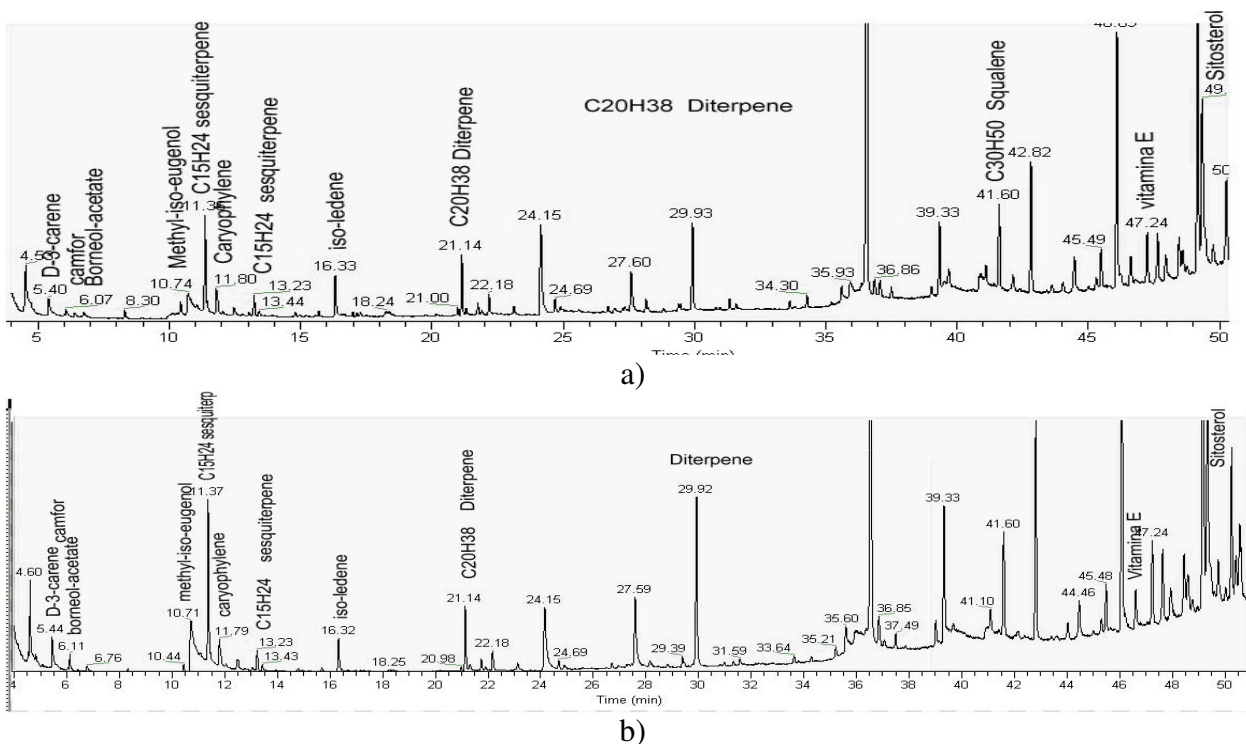 D-3-carene
camfor
Borneol-acetate
Methyl-iso-eugenol
C15H24 sesquiterpene
Caryophylene
C15H24 sesquiterpene
iso-ledene
C20H38 Diterpene
C20H38 Diterpene
C30H50 Squalene
vitamina E
Sitosterol
5.40
6.07
8.30
10.74
11.80
13.23
13.44
16.33
18.24
21.00
21.14
22.18
24.15
24.69
27.60
29.93
34.30
35.93
36.86
39.33
41.60
42.82
45.49
47.24
49.
50
5 10 15 20 25 30 35 40 45 50
Time (min)
a)
D-3-carene
camfor
borneol-acetate
methyl-iso-eugenol
C15H24 sesquiterp
caryophylene
C15H24 sesquiterpene
iso-ledene
C20H38 Diterpene
Diterpene
Vitamina E
Sitosterol
4.60
5.44
6.11
6.76
10.44
10.71
11.37
11.79
13.23
13.43
16.32
18.25
20.98
21.14
22.18
24.15
24.69
27.59
29.39
29.92
31.59
33.64
35.21
35.60
36.85
37.49
39.33
41.10
41.60
44.46
45.48
47.24
4 6 8 10 12 14 16 18 20 22 24 26 28 30 32 34 36 38 40 42 44 46 48 50
Time (min)
b)